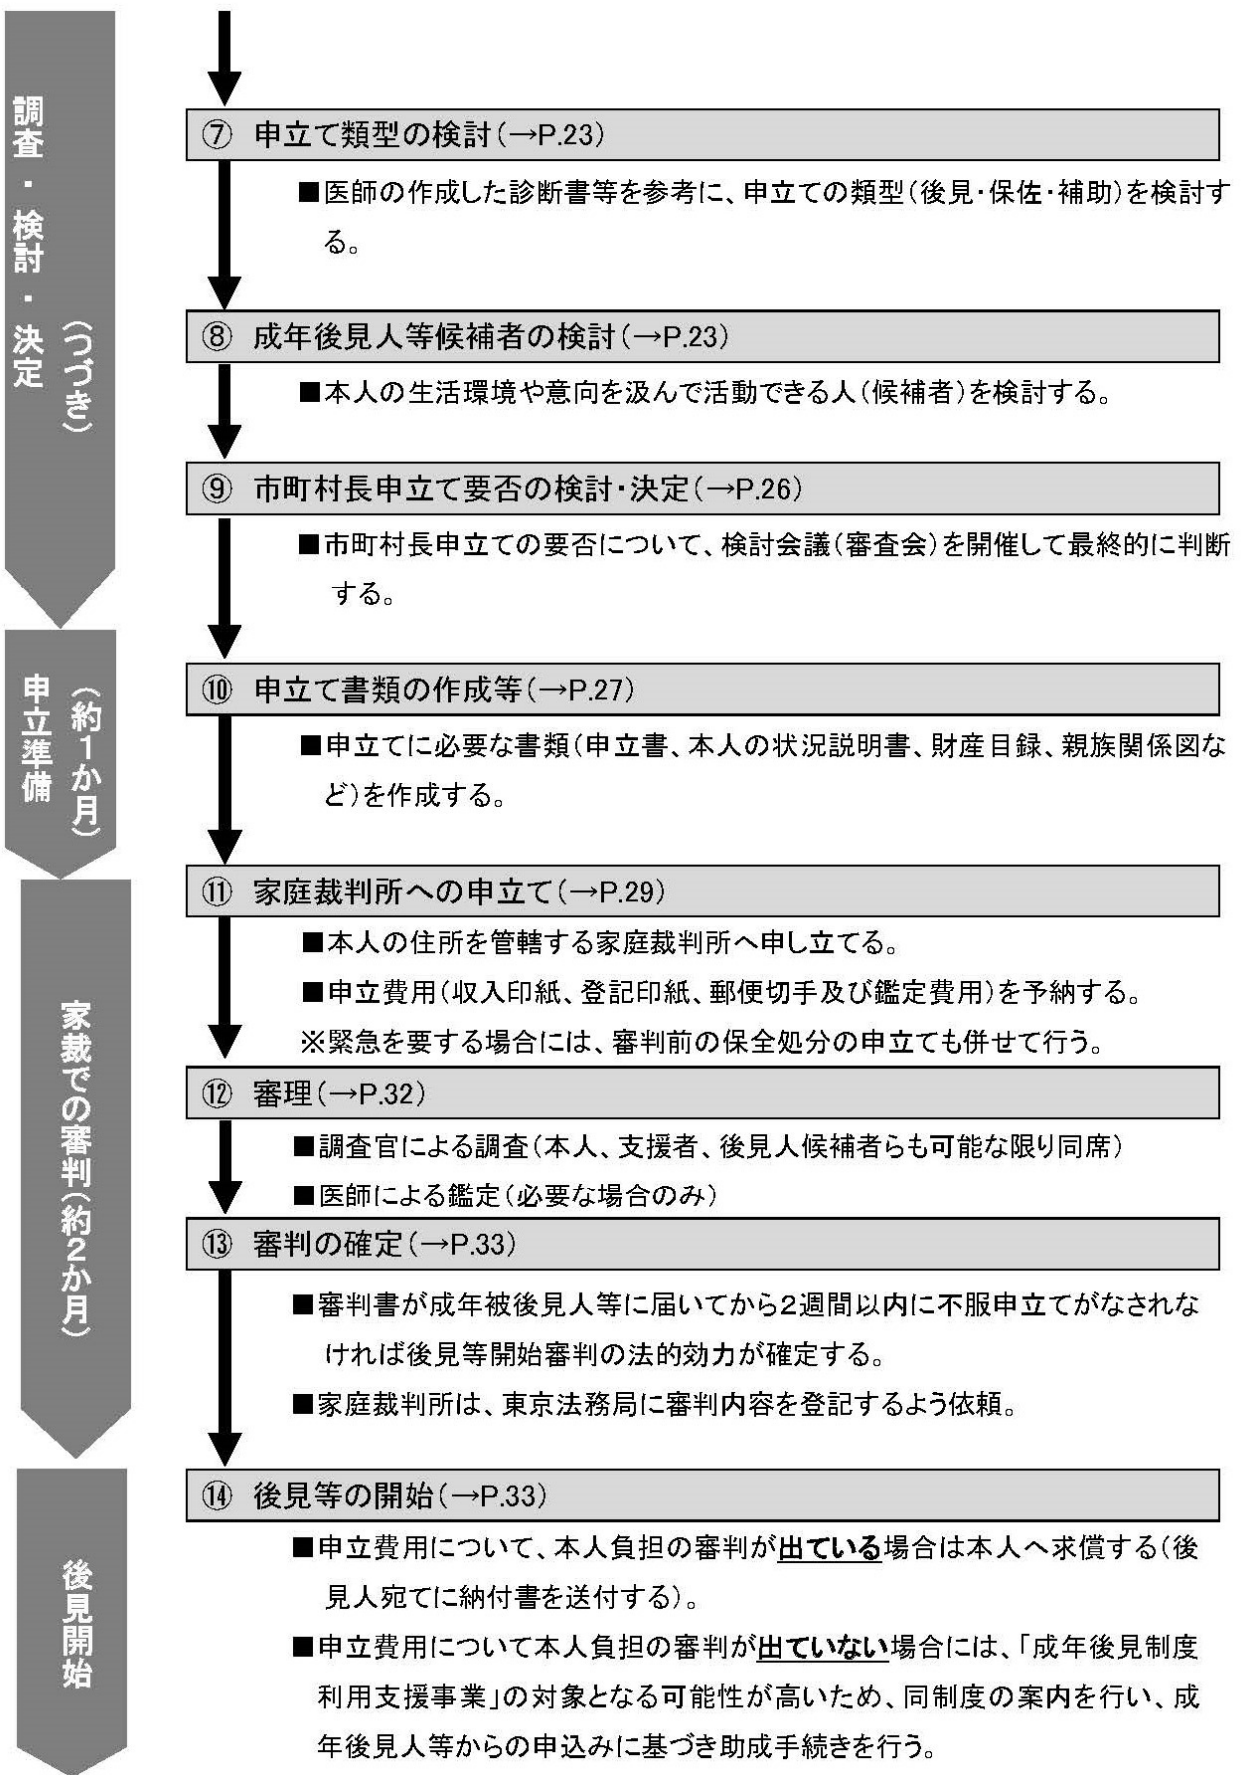 調査・検討・決定
(つづき)
⑦ 申立て類型の検討(→P.23)
■医師の作成した診断書等を参考に、申立ての類型(後見・保佐・補助)を検討す
る。
⑧ 成年後見人等候補者の検討(→P.23)
■本人の生活環境や意向を汲んで活動できる人(候補者)を検討する。
⑨ 市町村長申立て要否の検討・決定(→P.26)
■市町村長申立ての要否について、検討会議(審査会)を開催して最終的に判断
する。
申立準備
(約1か月)
⑩ 申立て書類の作成等(→P.27)
■申立てに必要な書類(申立書、本人の状況説明書、財産目録、親族関係図な
ど)を作成する。
家裁での審判(約2か月)
⑪ 家庭裁判所への申立て(→P.29)
■本人の住所を管轄する家庭裁判所へ申し立てる。
■申立費用(収入印紙、登記印紙、郵便切手及び鑑定費用)を予納する。
※緊急を要する場合には、審判前の保全処分の申立ても併せて行う。
⑫ 審理(→P.32)
■調査官による調査(本人、支援者、後見人候補者らも可能な限り同席)
■医師による鑑定(必要な場合のみ)
⑬ 審判の確定(→P.33)
■審判書が成年被後見人等に届いてから2週間以内に不服申立てがなされな
ければ後見等開始審判の法的効力が確定する。
■家庭裁判所は、東京法務局に審判内容を登記するよう依頼。
後見開始
⑭ 後見等の開始(→P.33)
■申立費用について、本人負担の審判が出ている場合は本人へ求償する(後
見人宛てに納付書を送付する)。
■申立費用について本人負担の審判が出ていない場合には、「成年後見制度
利用支援事業」の対象となる可能性が高いため、同制度の案内を行い、成
年後見人等からの申込みに基づき助成手続きを行う。